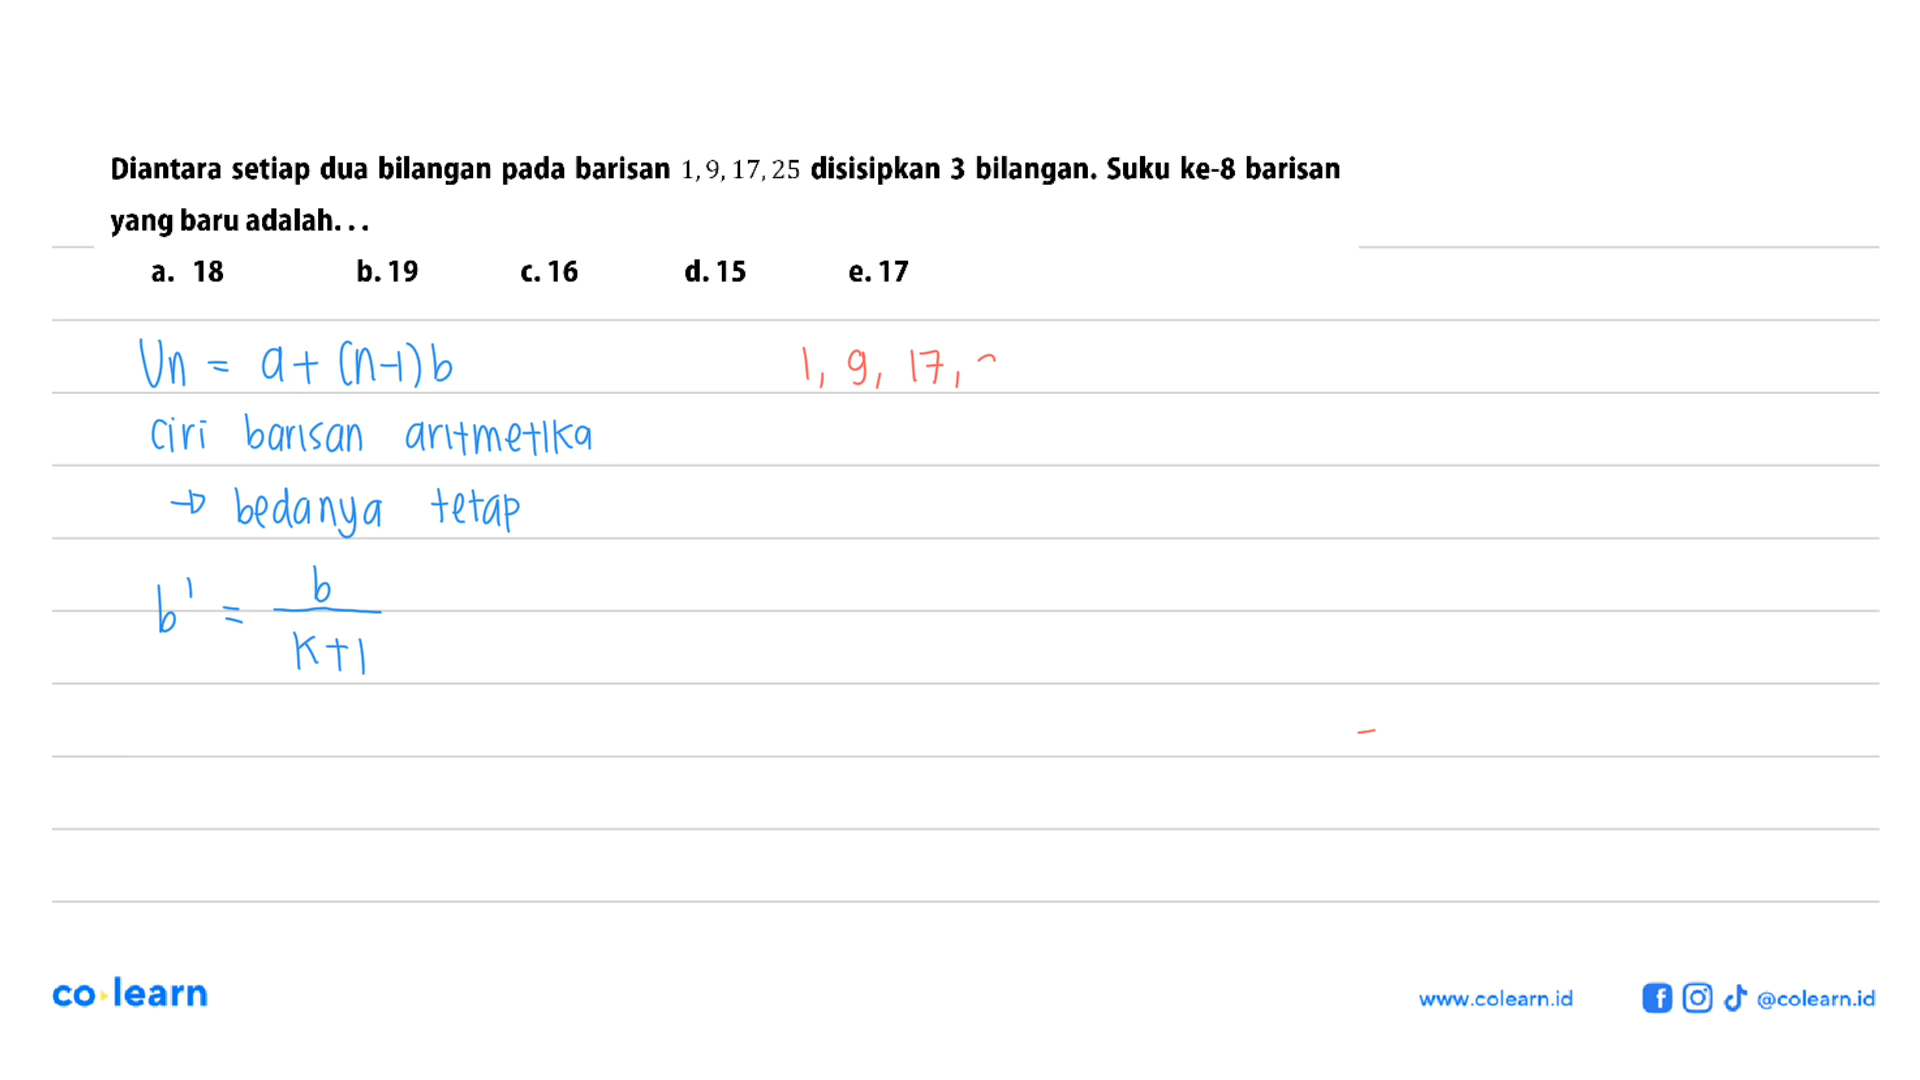 Diantara setiap dua bilangan pada barisan 1, 9, 17, 25 disisipkan 3 bilangan. Suku ke-8 barisan
yang baru adalah. . .
a. 18 b. 19 c. 16 d. 15 e. 17
Un = a + (n-1) b
1, 9, 17,
ciri barisan aritmetika
→ bedanya tetap
b' = b / k+1
co learn
www.colearn.id @colearn.id